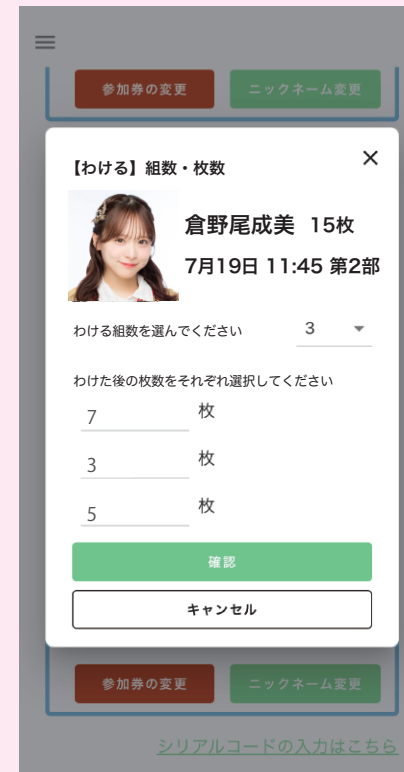 参加券の変更 ニックネーム変更
【わける】組数・枚数 ×
倉野尾成美 15枚
7月19日 11:45 第2部
わける組数を選んでください 3
わけた後の枚数をそれぞれ選択してください
7 枚
3 枚
5 枚
確認
キャンセル
参加券の変更 ニックネーム変更
シリアルコードの入力はこちら